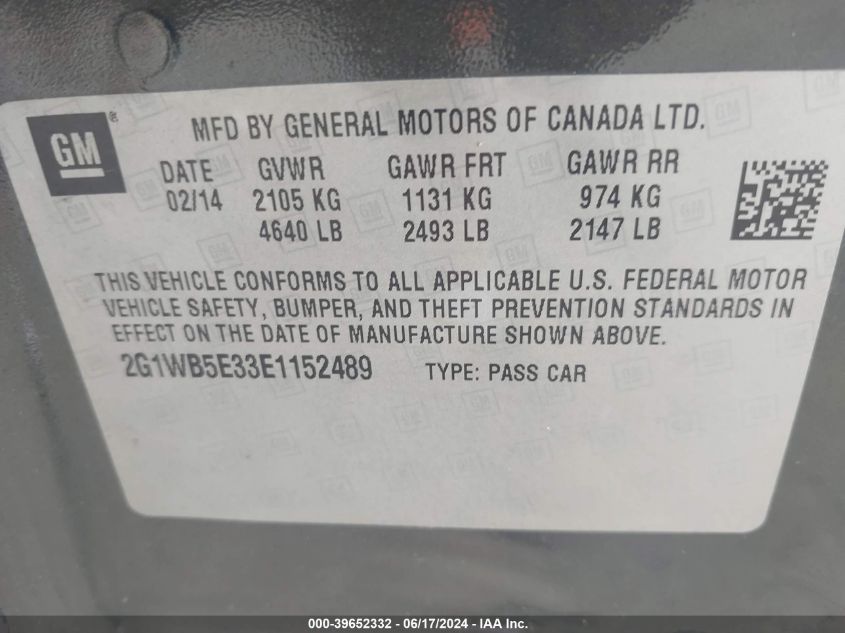 GM®
MFD BY GENERAL MOTORS OF CANADA LTD.
DATE GVWR GAWR FRT GAWR RR
02/14 2105 KG 1131 KG 974 KG
4640 LB 2493 LB 2147 LB
THIS VEHICLE CONFORMS TO ALL APPLICABLE U.S. FEDERAL MOTOR
VEHICLE SAFETY, BUMPER, AND THEFT PREVENTION STANDARDS IN
EFFECT ON THE DATE OF MANUFACTURE SHOWN ABOVE.
2G1WB5E33E1152489 TYPE: PASS CAR
000-39652332 / 06/17/2024 - IAA Inc.